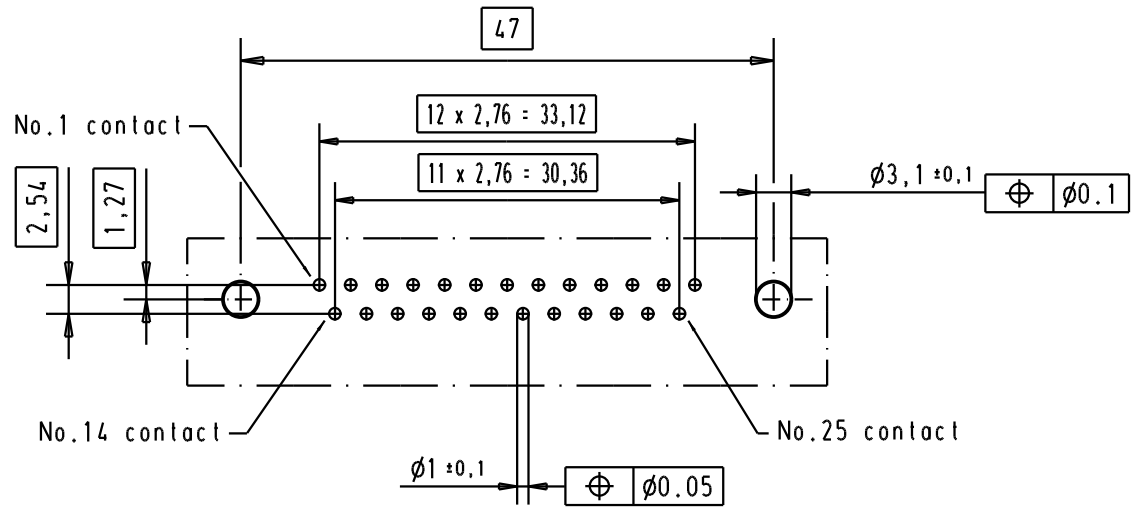 47
12 x 2,76 = 33,12
No.1 contact
11 x 2,76 = 30,36
2,54
1,27
Ø3,1 ±0,1
Ø0.1
No.14 contact
No.25 contact
Ø1 ±0,1
Ø0.05